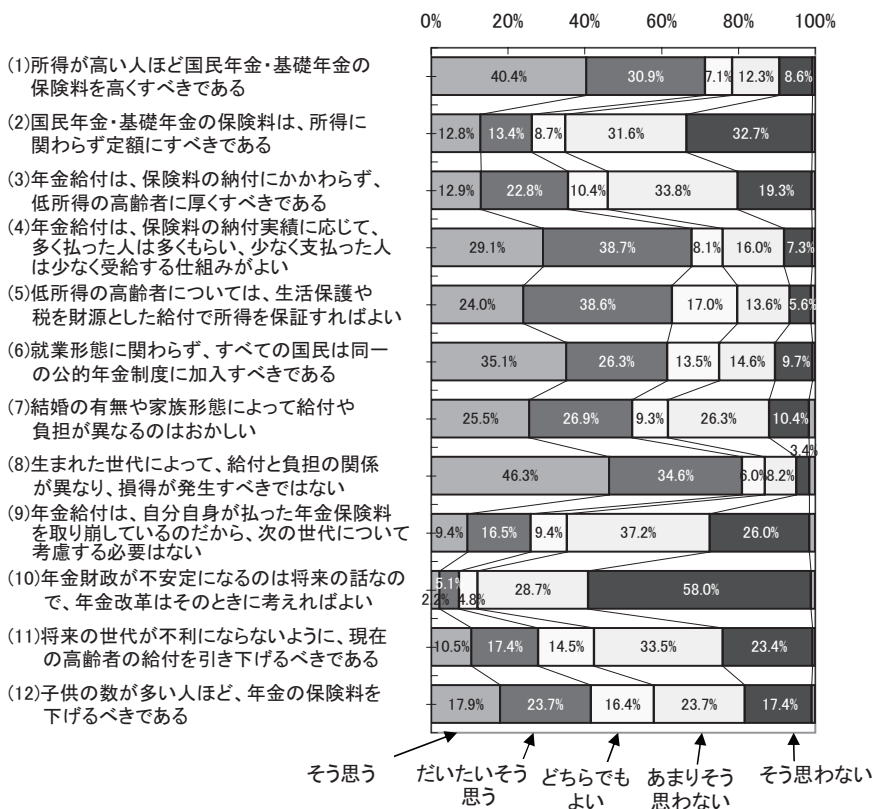 0% 20% 40% 60% 80% 100%
(1)所得が高い人ほど国民年金・基礎年金の
保険料を高くすべきである
40.4% 30.9% 7.1% 12.3% 8.6%
(2)国民年金・基礎年金の保険料は、所得に
関わらず定額にすべきである
12.8% 13.4% 8.7% 31.6% 32.7%
(3)年金給付は、保険料の納付にかかわらず、
低所得の高齢者に厚くすべきである
12.9% 22.8% 10.4% 33.8% 19.3%
(4)年金給付は、保険料の納付実績に応じて、
多く払った人は多くもらい、少なく支払った人
は少なく受給する仕組みがよい
29.1% 38.7% 8.1% 16.0% 7.3%
(5)低所得の高齢者については、生活保護や
税を財源とした給付で所得を保証すればよい
24.0% 38.6% 17.0% 13.6% 5.6%
(6)就業形態に関わらず、すべての国民は同一
の公的年金制度に加入すべきである
35.1% 26.3% 13.5% 14.6% 9.7%
(7)結婚の有無や家族形態によって給付や
負担が異なるのはおかしい
25.5% 26.9% 9.3% 26.3% 10.4%
(8)生まれた世代によって、給付と負担の関係
が異なり、損得が発生すべきではない
46.3% 34.6% 6.0% 8.2% 3.4%
(9)年金給付は、自分自身が払った年金保険料
を取り崩しているのだから、次の世代について
考慮する必要はない
9.4% 16.5% 9.4% 37.2% 26.0%
(10)年金財政が不安定になるのは将来の話なの
で、年金改革はそのときに考えればよい
2.2% 5.1% 4.8% 28.7% 58.0%
(11)将来の世代が不利にならないように、現在
の高齢者の給付を引き下げるべきである
10.5% 17.4% 14.5% 33.5% 23.4%
(12)子供の数が多い人ほど、年金の保険料を
下げるべきである
17.9% 23.7% 16.4% 23.7% 17.4%
そう思う だいたいそう思う どちらでもよい あまりそう思わない そう思わない